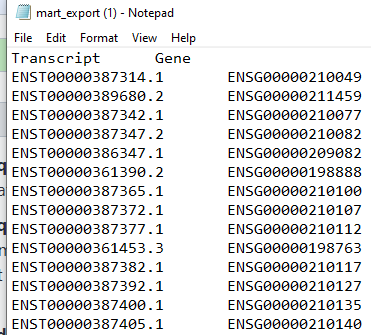 mart_export (1) - Notepad
File Edit Format View Help
Transcript Gene
ENST00000387314.1 ENSG00000210049
ENST00000389680.2 ENSG00000211459
ENST00000387342.1 ENSG00000210077
ENST00000387347.2 ENSG00000210082
ENST00000386347.1 ENSG00000209082
ENST00000361390.2 ENSG00000198888
ENST00000387365.1 ENSG00000210100
ENST00000387372.1 ENSG00000210107
ENST00000387377.1 ENSG00000210112
ENST00000361453.3 ENSG00000198763
ENST00000387382.1 ENSG00000210117
ENST00000387392.1 ENSG00000210127
ENST00000387400.1 ENSG00000210135
ENST00000387405.1 ENSG00000210140